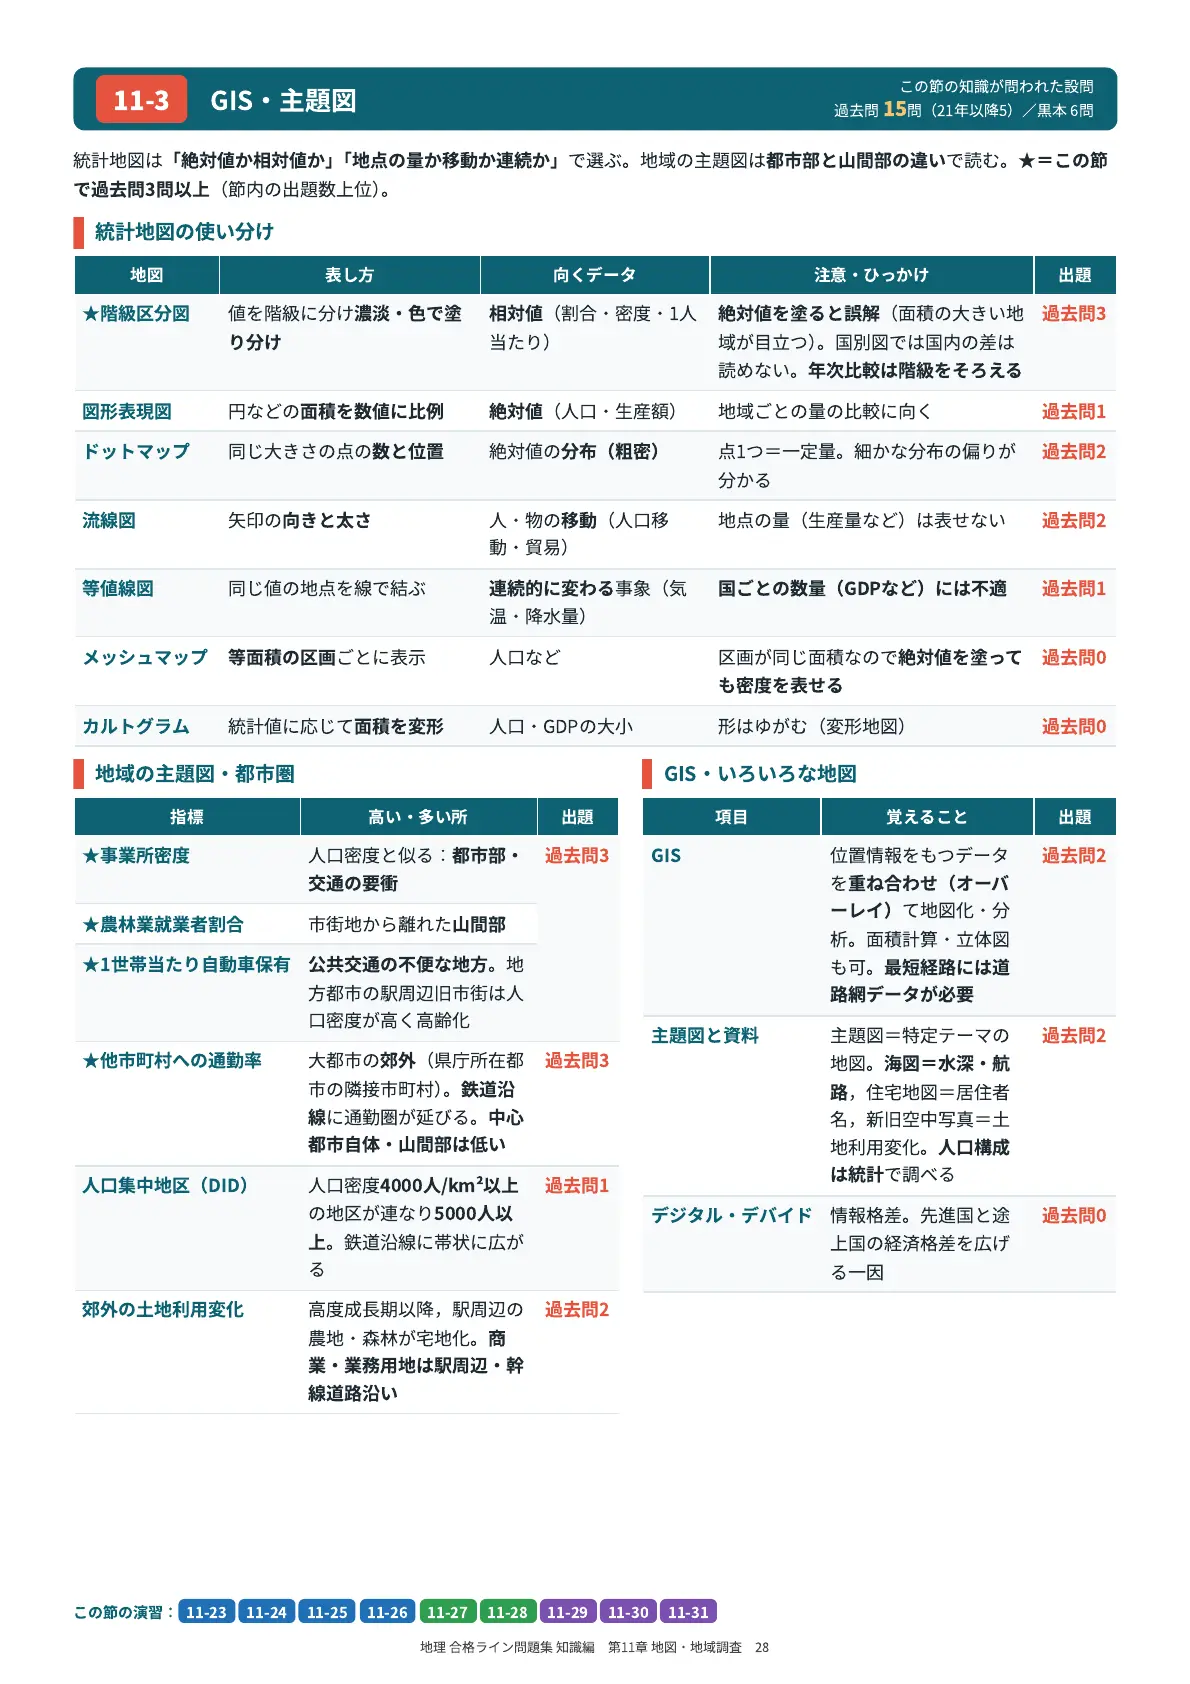 11-3 GIS・主題図
この節の知識が問われた設問
過去問 15問（21年以降5）／黒本 6問
統計地図は「絶対値か相対値か」「地点の量か移動か連続か」で選ぶ。地域の主題図は都市部と山間部の違いで読む。★＝この節
で過去問3問以上（節内の出題数上位）。
統計地図の使い分け
地図 表し方 向くデータ 注意・ひっかけ 出題
★階級区分図 値を階級に分け濃淡・色で塗 相対値（割合・密度・1人 絶対値を塗ると誤解（面積の大きい地 過去問3
り分け 当たり） 域が目立つ）。国別図では国内の差は
読めない。年次比較は階級をそろえる
図形表現図 円などの面積を数値に比例 絶対値（人口・生産額） 地域ごとの量の比較に向く 過去問1
ドットマップ 同じ大きさの点の数と位置 絶対値の分布（粗密） 点1つ＝一定量。細かな分布の偏りが 過去問2
分かる
流線図 矢印の向きと太さ 人・物の移動（人口移 地点の量（生産量など）は表せない 過去問2
動・貿易）
等値線図 同じ値の地点を線で結ぶ 連続的に変わる事象（気 国ごとの数量（GDPなど）には不適 過去問1
温・降水量）
メッシュマップ 等面積の区画ごとに表示 人口など 区画が同じ面積なので絶対値を塗って 過去問0
も密度を表せる
カルトグラム 統計値に応じて面積を変形 人口・GDPの大小 形はゆがむ（変形地図） 過去問0
地域の主題図・都市圏
指標 高い・多い所 出題
★事業所密度 人口密度と似る：都市部・ 過去問3
交通の要衝
★農林業就業者割合 市街地から離れた山間部
★1世帯当たり自動車保有 公共交通の不便な地方。地
方都市の駅周辺旧市街は人
口密度が高く高齢化
★他市町村への通勤率 大都市の郊外（県庁所在都 過去問3
市の隣接市町村）。鉄道沿
線に通勤圏が延びる。中心
都市自体・山間部は低い
人口集中地区（DID） 人口密度4000人/km²以上 過去問1
の地区が連なり5000人以
上。鉄道沿線に帯状に広が
る
郊外の土地利用変化 高度成長期以降，駅周辺の 過去問2
農地・森林が宅地化。商
業・業務用地は駅周辺・幹
線道路沿い
GIS・いろいろな地図
項目 覚えること 出題
GIS 位置情報をもつデータ 過去問2
を重ね合わせ（オーバ
ーレイ）て地図化・分
析。面積計算・立体図
も可。最短経路には道
路網データが必要
主題図と資料 主題図＝特定テーマの 過去問2
地図。海図＝水深・航
路，住宅地図＝居住者
名，新旧空中写真＝土
地利用変化。人口構成
は統計で調べる
デジタル・デバイド 情報格差。先進国と途 過去問0
上国の経済格差を広げ
る一因
この節の演習： 11-23 11-24 11-25 11-26 11-27 11-28 11-29 11-30 11-31
地理 合格ライン問題集 知識編 第11章 地図・地域調査 28